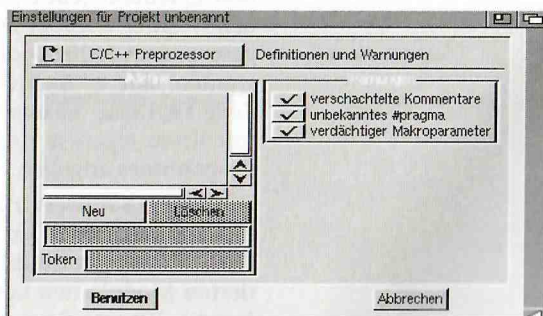 Einstellungen für Projekt unbenannt
C/C++ Preprozessor Definitionen und Warnungen
verschachtelte Kommentare
unbekanntes #pragma
verdächtiger Makroparameter
Neu Löschen
Token
Benutzen Abbrechen